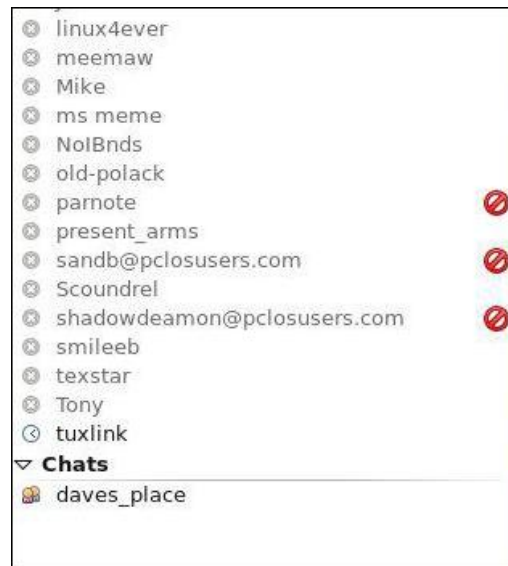 linux4ever
meemaw
Mike
ms meme
NoIBnds
old-polack
parnote
present_arms
sandb@pclosusers.com
Scoundrel
shadowdeamon@pclosusers.com
smileeb
texstar
Tony
tuxlink
Chats
daves_place